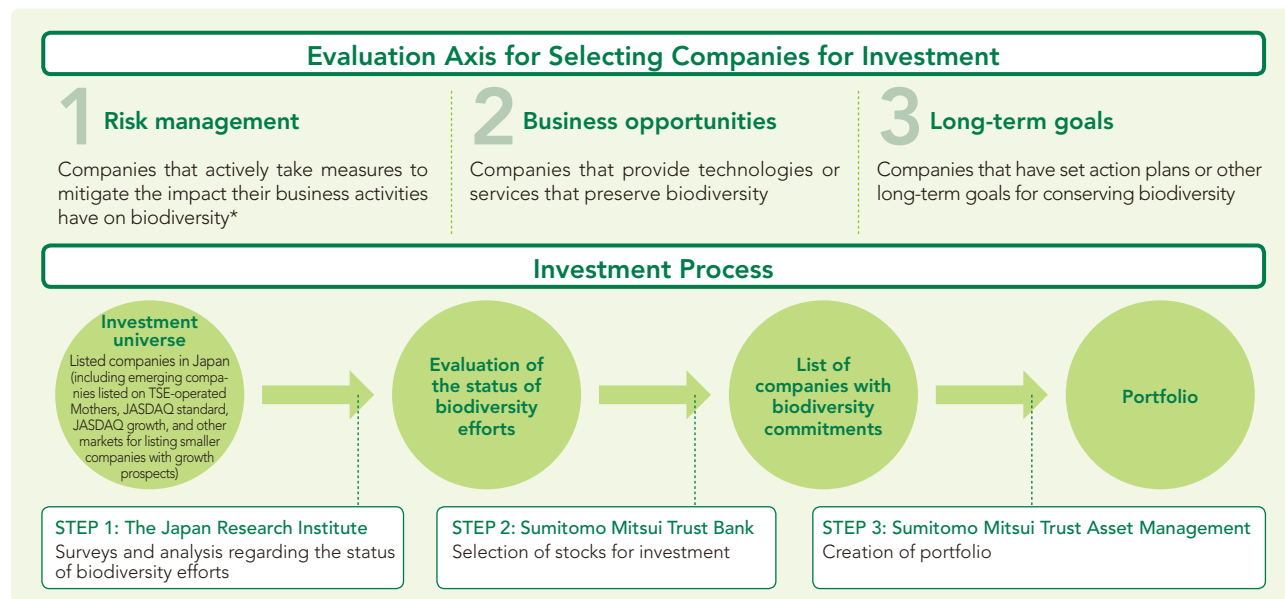 Evaluation Axis for Selecting Companies for Investment
1 Risk management
Companies that actively take measures to
mitigate the impact their business activities
have on biodiversity*
2 Business opportunities
Companies that provide technologies or
services that preserve biodiversity
3 Long-term goals
Companies that have set action plans or other
long-term goals for conserving biodiversity
Investment Process
Investment
universe
Listed companies in Japan
(including emerging compa-
nies listed on TSE-operated
Mothers, JASDAQ standard,
JASDAQ growth, and other
markets for listing smaller
companies with growth
prospects)
Evaluation of
the status of
biodiversity
efforts
List of
companies with
biodiversity
commitments
Portfolio
STEP 1: The Japan Research Institute
Surveys and analysis regarding the status
of biodiversity efforts
STEP 2: Sumitomo Mitsui Trust Bank
Selection of stocks for investment
STEP 3: Sumitomo Mitsui Trust Asset Management
Creation of portfolio